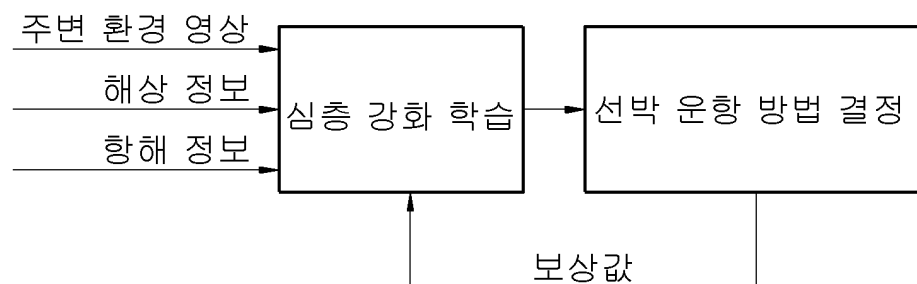 주변 환경 영상
해상 정보
항해 정보
심층 강화 학습
선박 운항 방법 결정
보상값